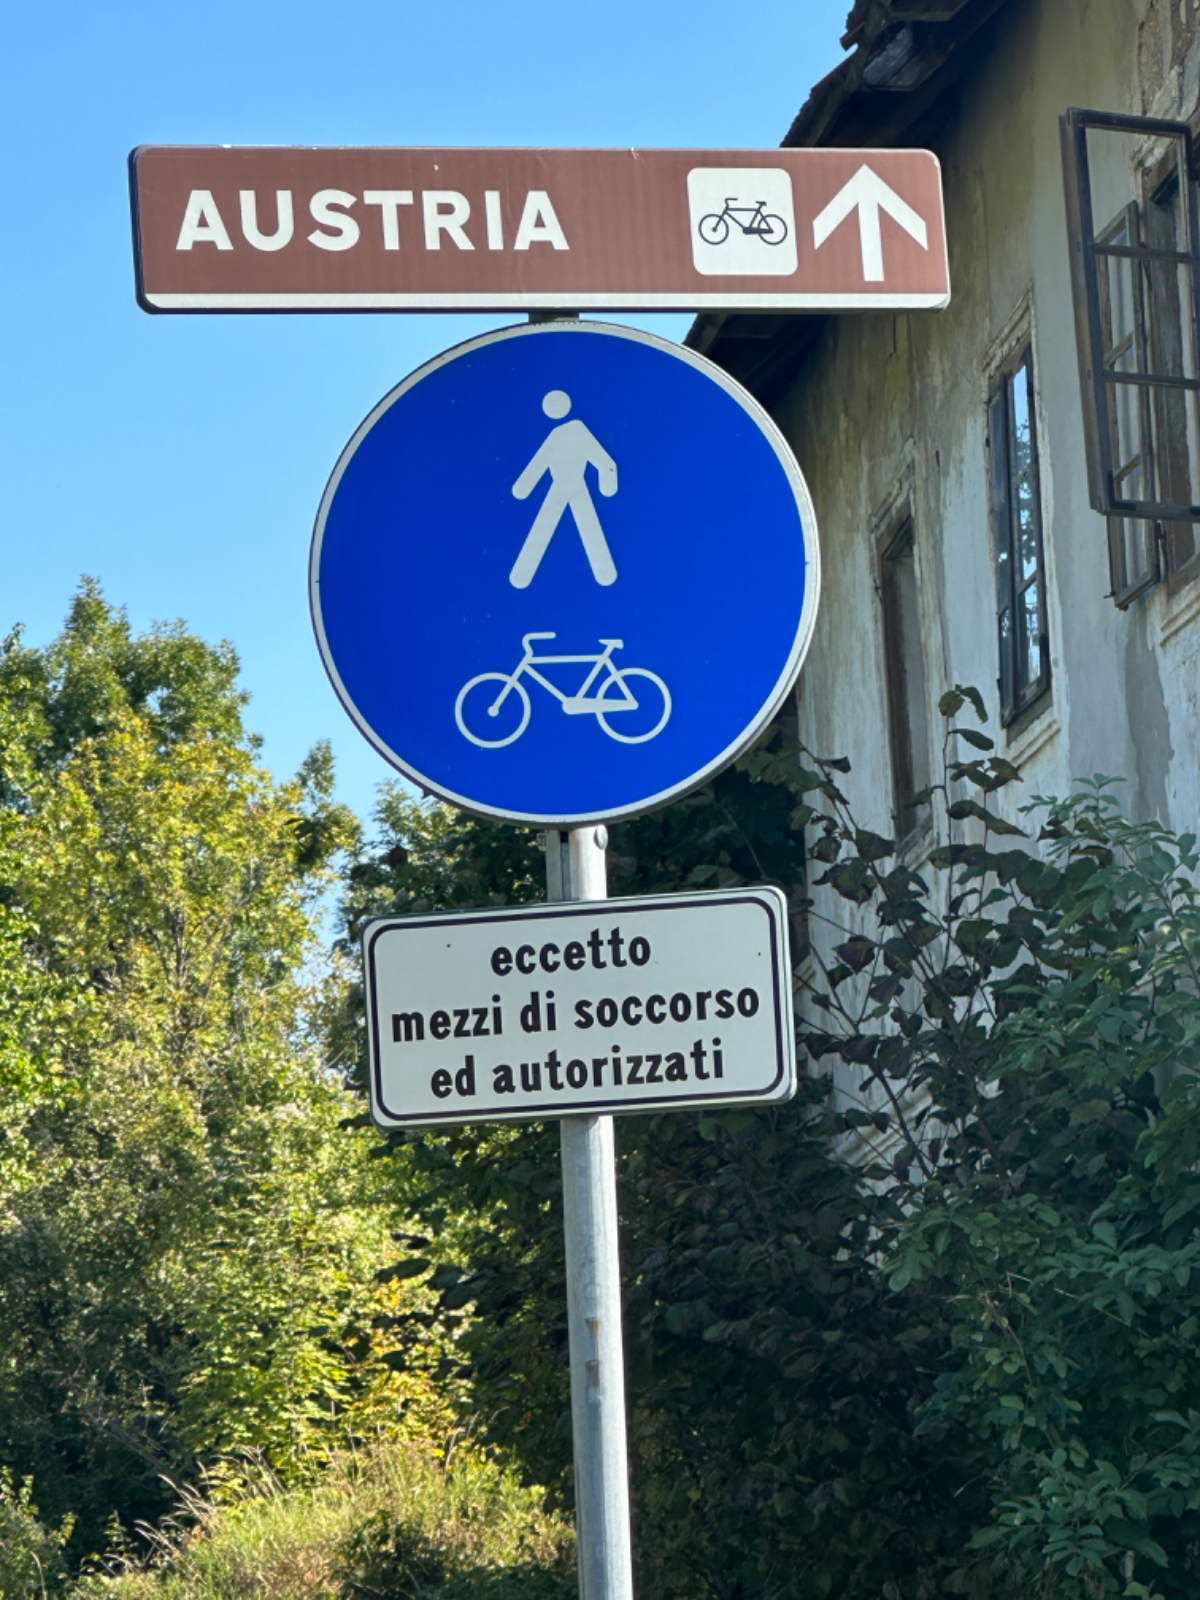 AUSTRIA
eccetto
mezzi di soccorso
ed autorizzati